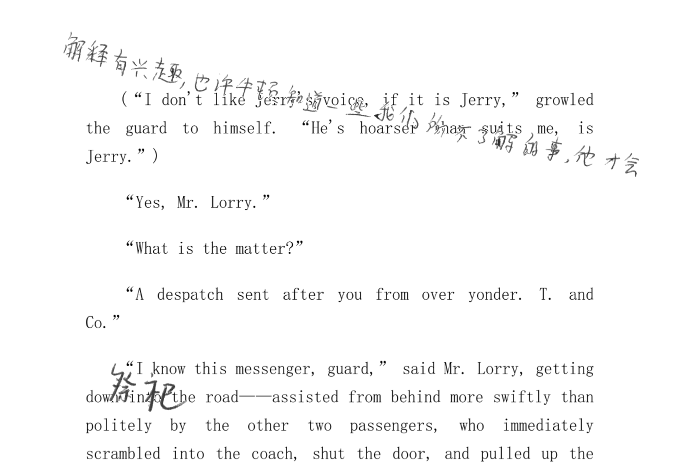 解释有兴趣,也许牛顿知道一些我们所或了解的事,他才会
(“I don't like Jerry's voice, if it is Jerry,” growled
the guard to himself. “He's hoarser than suits me, is
Jerry.”)
“Yes, Mr. Lorry.”
“What is the matter?”
“A despatch sent after you from over yonder. T. and
Co.”
“I know this messenger, guard,” said Mr. Lorry, getting
down into the road——assisted from behind more swiftly than
祭祀
politely by the other two passengers, who immediately
scrambled into the coach, shut the door, and pulled up the